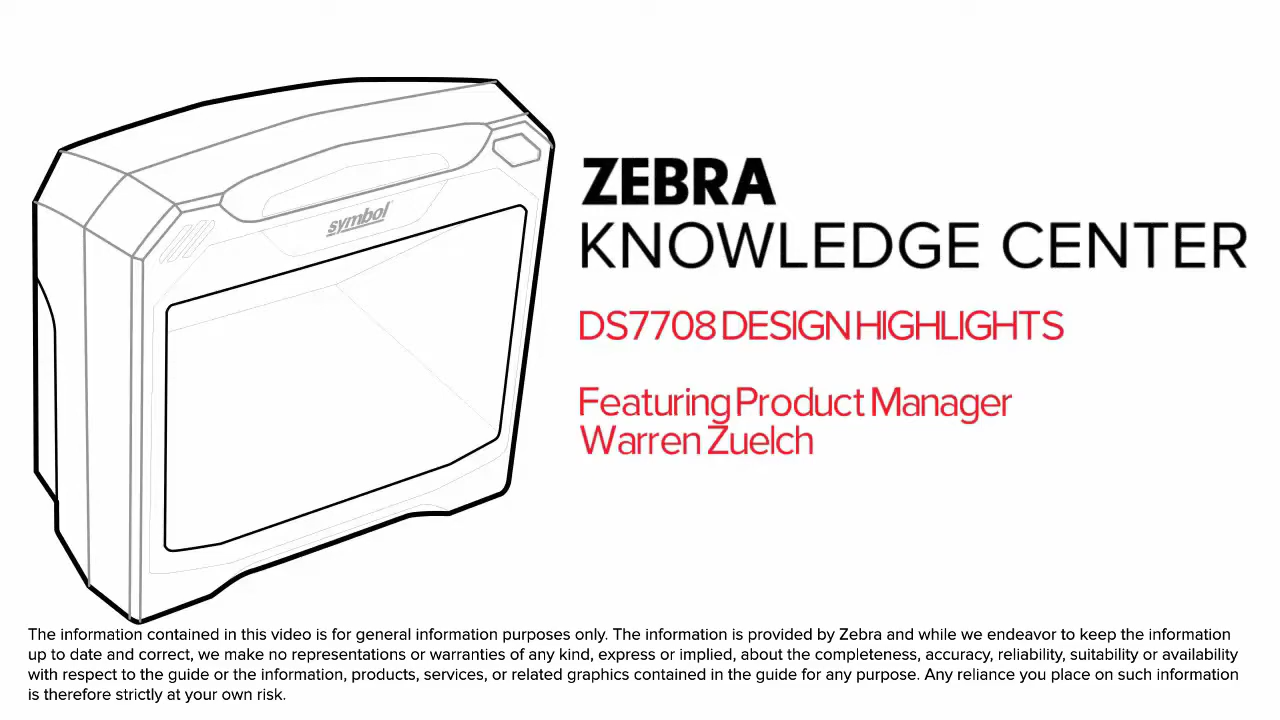 symbol
ZEBRA
KNOWLEDGE CENTER
DS7708 DESIGN HIGHLIGHTS
Featuring Product Manager
Warren Zuelch
The information contained in this video is for general information purposes only. The information is provided by Zebra and while we endeavor to keep the information
up to date and correct, we make no representations or warranties of any kind, express or implied, about the completeness, accuracy, reliability, suitability or availability
with respect to the guide or the information, products, services, or related graphics contained in the guide for any purpose. Any reliance you place on such information
is therefore strictly at your own risk.